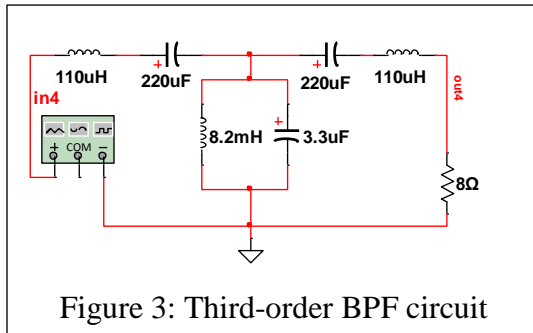 110uH
220uF
220uF
110uH
in4
out4
COM
+
−
8.2mH
3.3uF
8Ω
Figure 3: Third-order BPF circuit